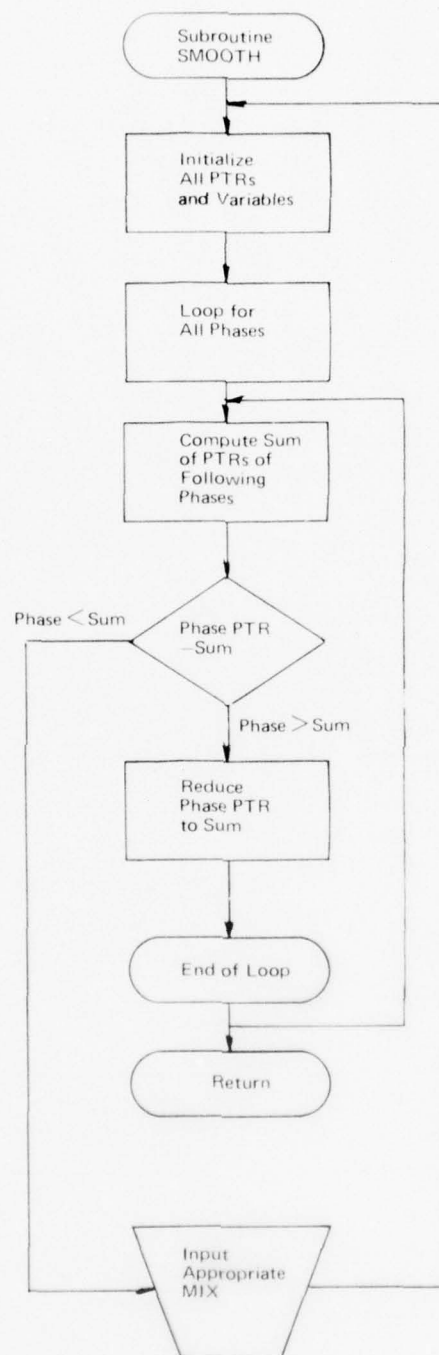 Subroutine
SMOOTH
Initialize
All PTRs
and Variables
Loop for
All Phases
Compute Sum
of PTRs of
Following
Phases
Phase < Sum
Phase PTR
-Sum
Phase > Sum
Reduce
Phase PTR
to Sum
End of Loop
Return
Input
Appropriate
MIX